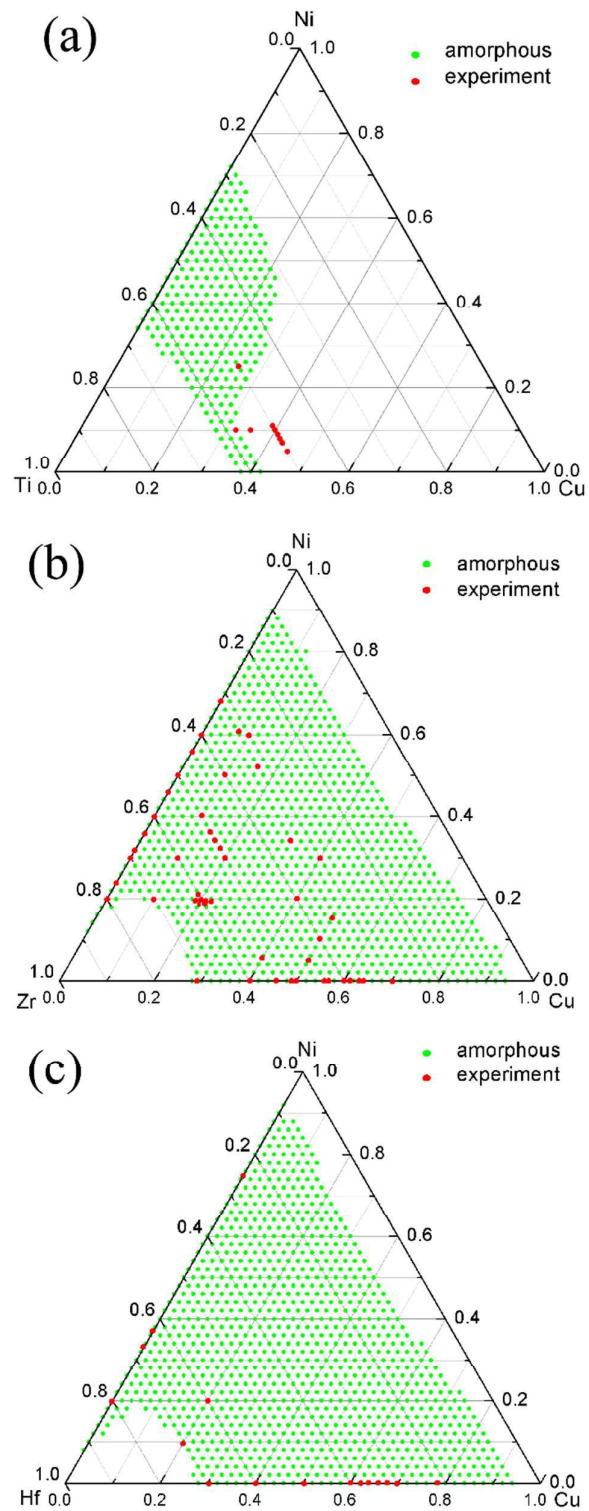 (a)
Ni
0.0 1.0
amorphous
experiment
0.2 0.8
0.4 0.6
0.6 0.4
0.8 0.2
1.0 0.0
Ti 0.0 0.2 0.4 0.6 0.8 1.0 Cu
(b)
Ni
0.0 1.0
amorphous
experiment
0.2 0.8
0.4 0.6
0.6 0.4
0.8 0.2
1.0 0.0
Zr 0.0 0.2 0.4 0.6 0.8 1.0 Cu
(c)
Ni
0.0 1.0
amorphous
experiment
0.2 0.8
0.4 0.6
0.6 0.4
0.8 0.2
1.0 0.0
Hf 0.0 0.2 0.4 0.6 0.8 1.0 Cu